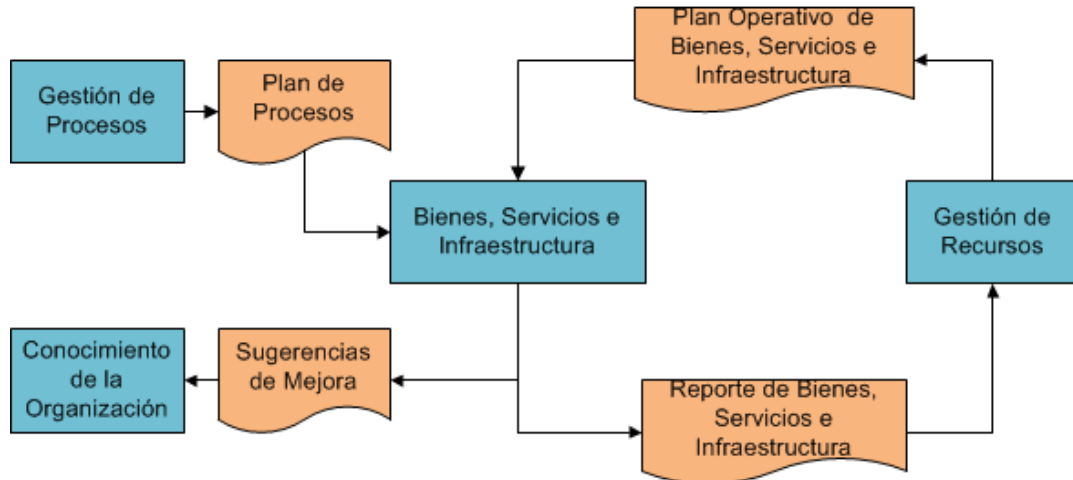 Plan Operativo de
Bienes, Servicios e
Infraestructura
Gestión de
Procesos
Plan de
Procesos
Bienes, Servicios e
Infraestructura
Gestión de
Recursos
Conocimiento
de la
Organización
Sugerencias
de Mejora
Reporte de Bienes,
Servicios e
Infraestructura